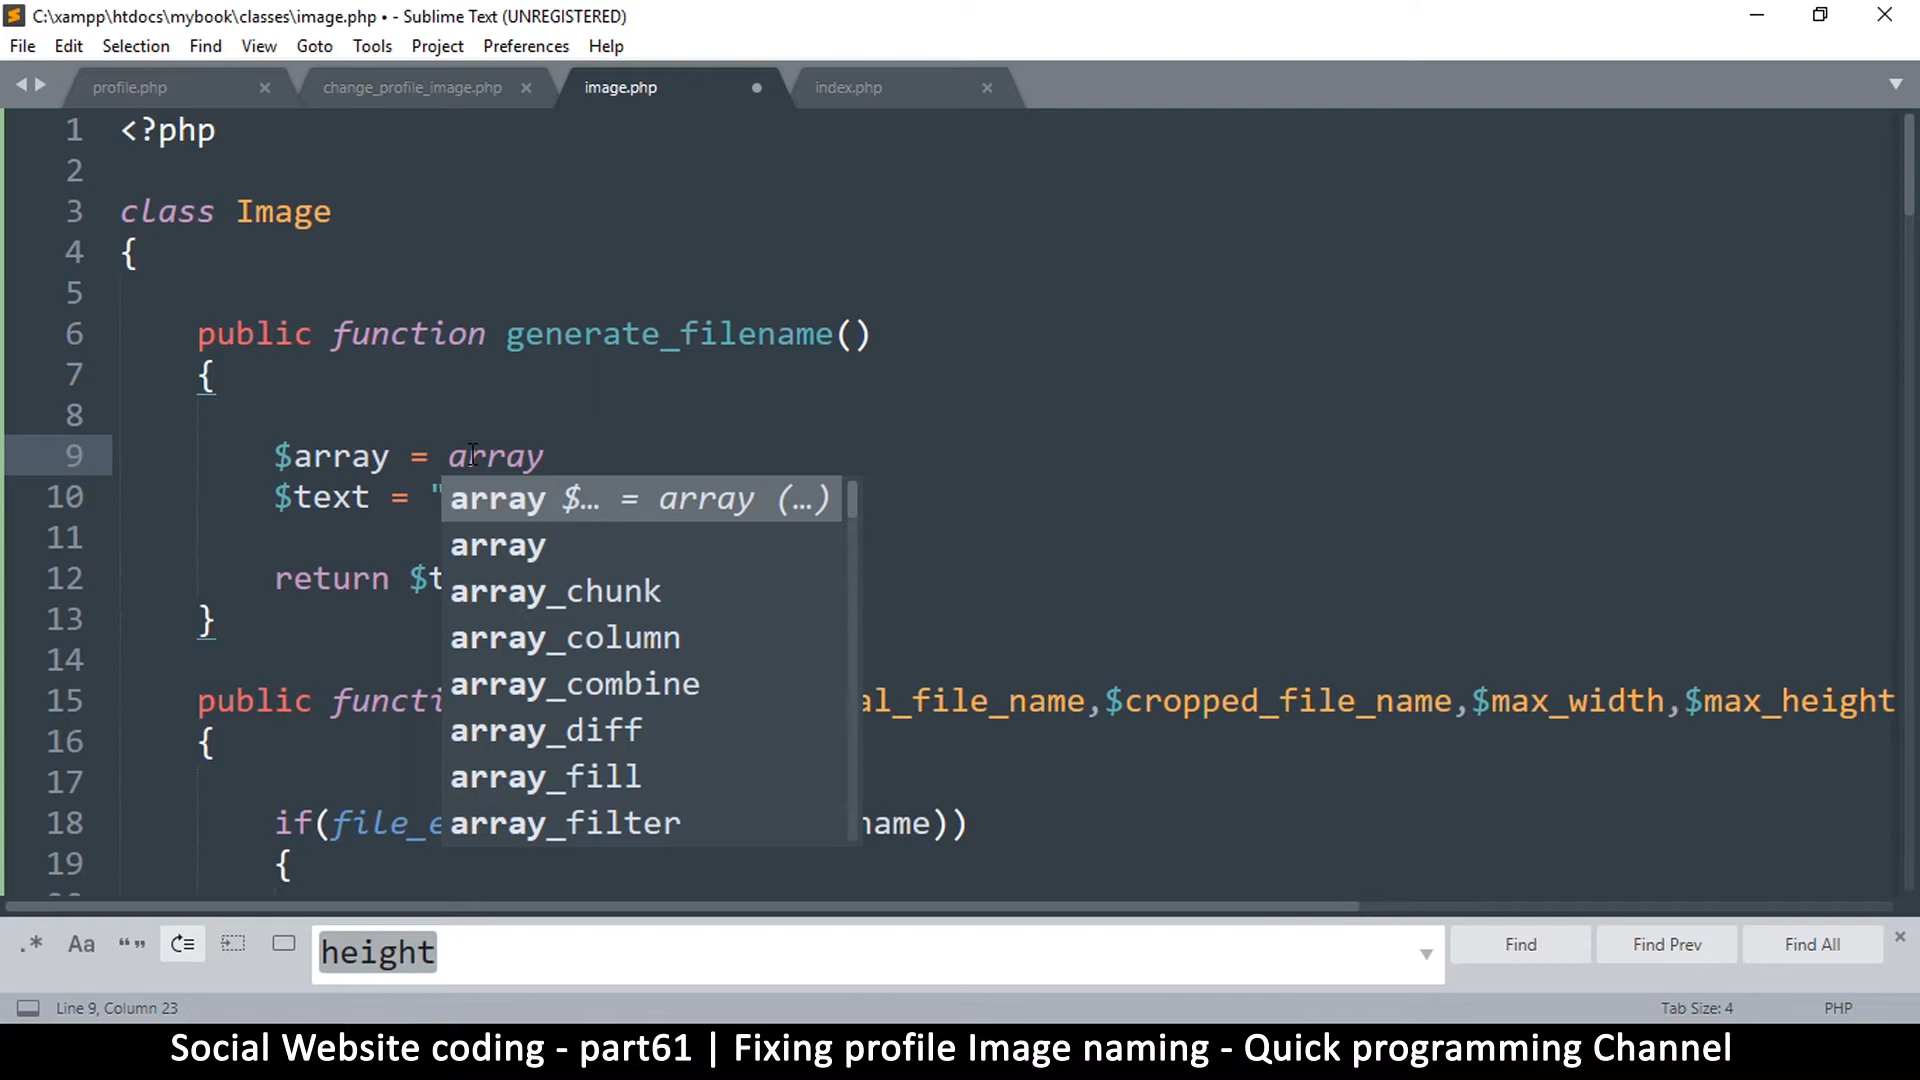 C:\xampp\htdocs\mybook\classes\image.php • - Sublime Text (UNREGISTERED)
File Edit Selection Find View Goto Tools Project Preferences Help
profile.php change_profile_image.php image.php index.php
1 <?php
2
3 class Image
4 {
5
6 public function generate_filename()
7 {
8
9 $array = array
10 $text = "
array $… = array (…)
11
array
12 return $t
array_chunk
13 }
array_column
14
array_combine
15 public functi al_file_name,$cropped_file_name,$max_width,$max_height
16 {
array_diff
17
array_fill
18 if(file_e name))
array_filter
19 {
.* Aa “” height Find Find Prev Find All
Line 9, Column 23 Tab Size: 4 PHP
Social Website coding - part61 | Fixing profile Image naming - Quick programming Channel